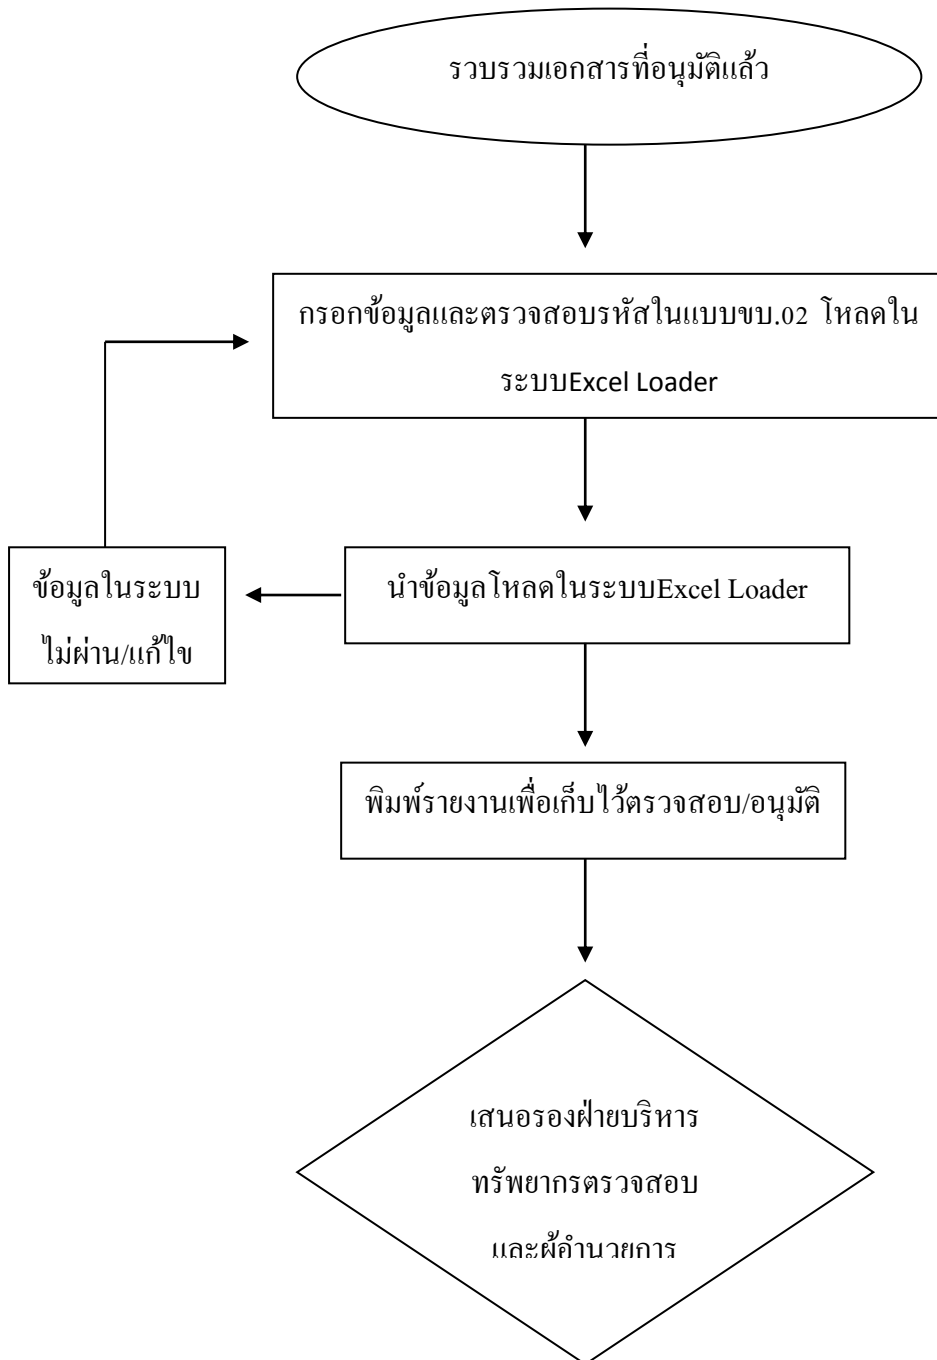 รวบรวมเอกสารที่อนุมัติแล้ว
กรอกข้อมูลและตรวจสอบรหัสในแบบขบ.02 โหลดใน
ระบบExcel Loader
ข้อมูลในระบบ
ไม่ผ่าน/แก้ไข
นำข้อมูลโหลดในระบบExcel Loader
พิมพ์รายงานเพื่อเก็บไว้ตรวจสอบ/อนุมัติ
เสนอรองฝ่ายบริหาร
ทรัพยากรตรวจสอบ
และผู้อำนวยการ